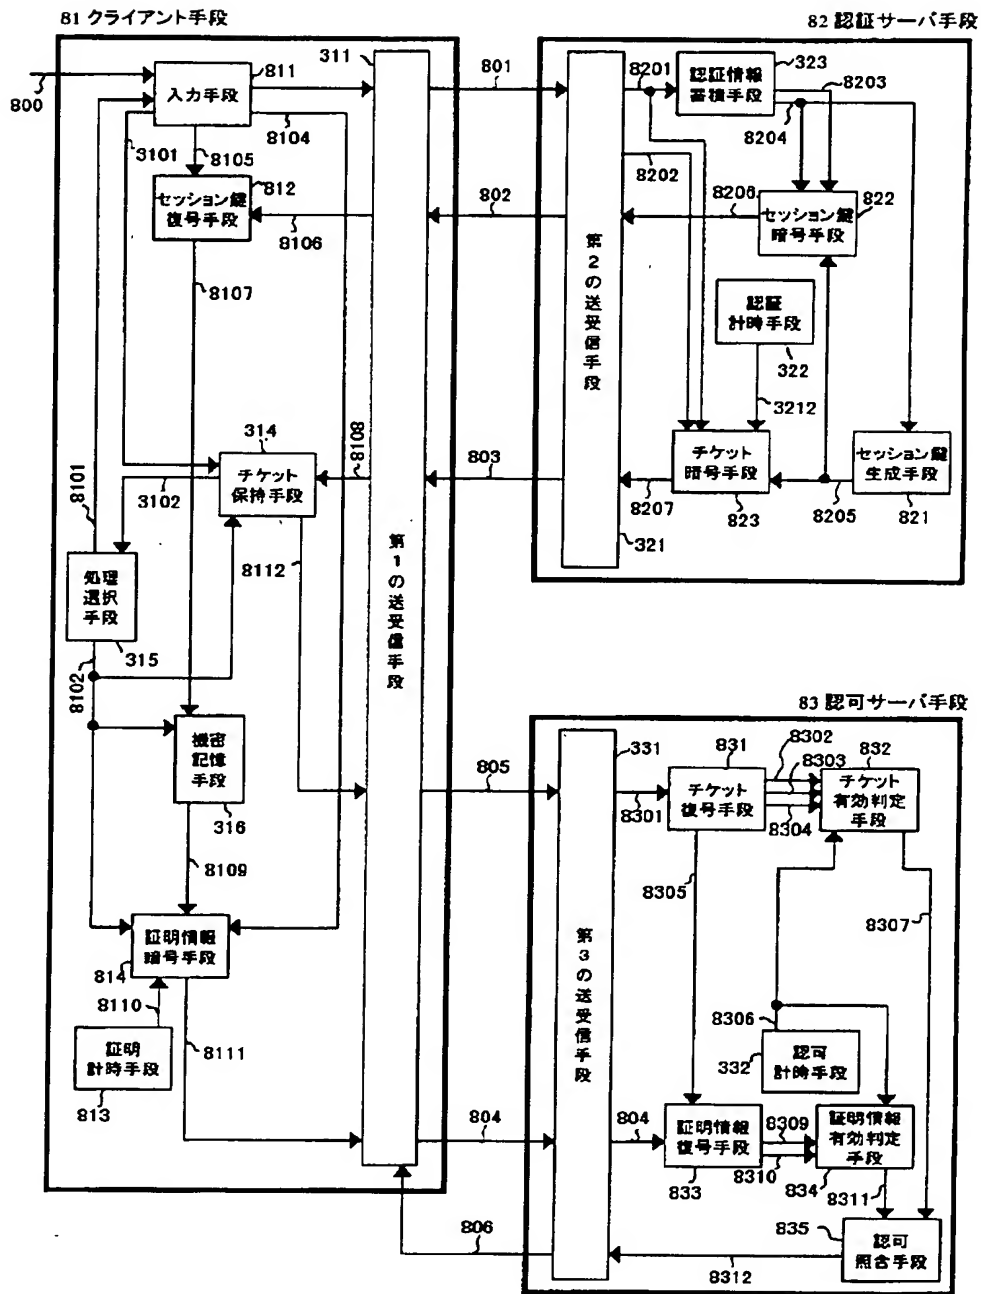 81 クライアント手段
82 認証サーバ手段
800
811
入力手段
8104
3101
8105
812
セッション鍵
復号手段
8106
8107
311
801
802
8201
323
認証情報
蓄積手段
8203
8204
8202
8206
セッション鍵
暗号手段
822
第2の送受信手段
認証
計時手段
322
3212
314
チケット
保持手段
8108
803
チケット
暗号手段
8207
823
セッション鍵
生成手段
8205
821
321
8101
3102
8112
第1の送受信手段
処理
選択
手段
315
8102
機密
記憶
手段
316
8109
証明情報
暗号手段
814
8110
証明
計時手段
813
8111
83 認可サーバ手段
805
331
8301
831
チケット
復号手段
8302
8303
8304
832
チケット
有効判定
手段
8305
8307
第3の送受信手段
8306
332
認可
計時手段
804
804
証明情報
復号手段
833
8309
8310
証明情報
有効判定
手段
834
8311
835
認可
照合手段
806
8312